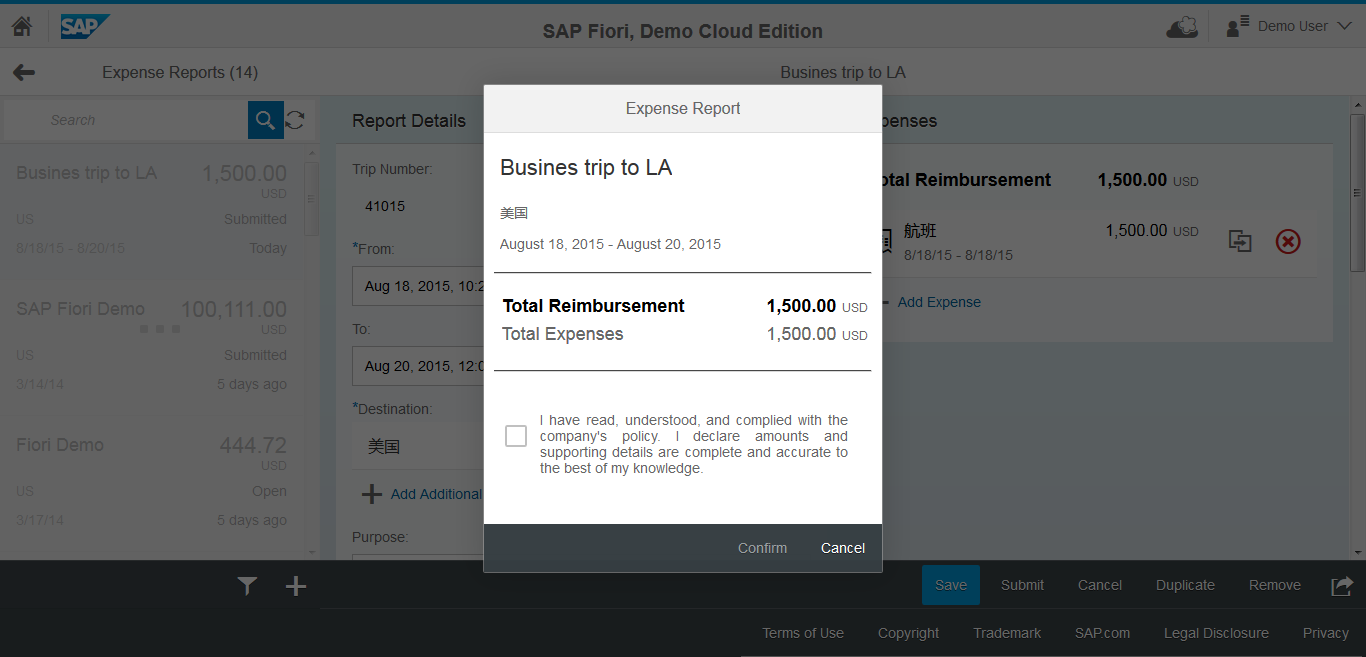 SAP
SAP Fiori, Demo Cloud Edition
Demo User
Expense Reports (14)
Busines trip to LA
Search
Busines trip to LA
1,500.00
USD
US
Submitted
8/18/15 - 8/20/15
Today
SAP Fiori Demo
100,111.00
USD
US
Submitted
3/14/14
5 days ago
Fiori Demo
444.72
USD
US
Open
3/17/14
5 days ago
Report Details
Trip Number:
41015
*From:
Aug 18, 2015, 10:2
*To:
Aug 20, 2015, 12:0
*Destination:
美国
Add Additional
Purpose:
Expense Report
Busines trip to LA
美国
August 18, 2015 - August 20, 2015
Total Reimbursement 1,500.00 USD
Total Expenses 1,500.00 USD
I have read, understood, and complied with the
company's policy. I declare amounts and
supporting details are complete and accurate to
the best of my knowledge.
Confirm Cancel
penses
otal Reimbursement 1,500.00 USD
航班 1,500.00 USD
8/18/15 - 8/18/15
Add Expense
Save Submit Cancel Duplicate Remove
Terms of Use Copyright Trademark SAP.com Legal Disclosure Privacy